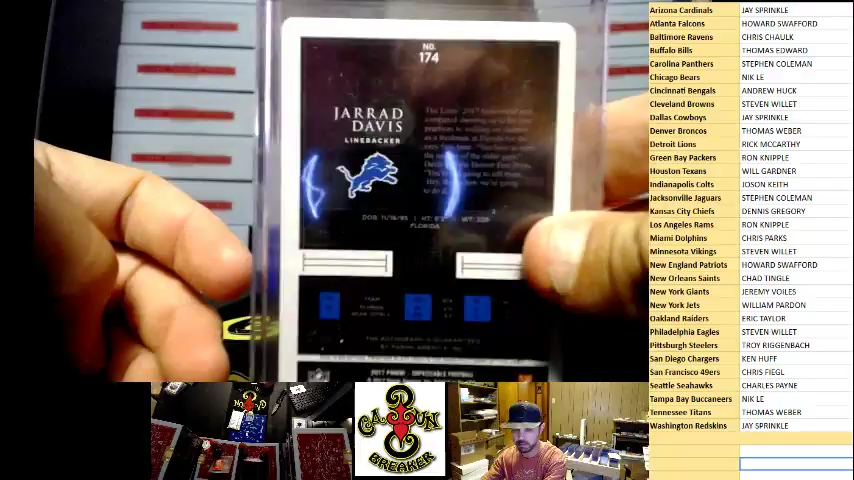 NO.
174
JARRAD
DAVIS
LINEBACKER
FLORIDA
CAJUN
BREAKER
Arizona Cardinals JAY SPRINKLE
Atlanta Falcons HOWARD SWAFFORD
Baltimore Ravens CHRIS CHAULK
Buffalo Bills THOMAS EDWARD
Carolina Panthers STEPHEN COLEMAN
Chicago Bears NIK LE
Cincinnati Bengals ANDREW HUCK
Cleveland Browns STEVEN WILLET
Dallas Cowboys JAY SPRINKLE
Denver Broncos THOMAS WEBER
Detroit Lions RICK MCCARTHY
Green Bay Packers RON KNIPPLE
Houston Texans WILL GARDNER
Indianapolis Colts JOSON KEITH
Jacksonville Jaguars STEPHEN COLEMAN
Kansas City Chiefs DENNIS GREGORY
Los Angeles Rams RON KNIPPLE
Miami Dolphins CHRIS PARKS
Minnesota Vikings STEVEN WILLET
New England Patriots HOWARD SWAFFORD
New Orleans Saints CHAD TINGLE
New York Giants JEREMY VOILES
New York Jets WILLIAM PARDON
Oakland Raiders ERIC TAYLOR
Philadelphia Eagles STEVEN WILLET
Pittsburgh Steelers TROY RIGGENBACH
San Diego Chargers KEN HUFF
San Francisco 49ers CHRIS FIEGL
Seattle Seahawks CHARLES PAYNE
Tampa Bay Buccaneers NIK LE
Tennessee Titans THOMAS WEBER
Washington Redskins JAY SPRINKLE